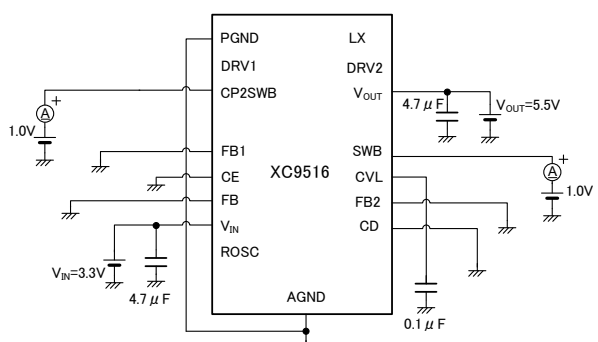 PGND
LX
DRV1
DRV2
CP2SWB
VOUT
A
+
1.0V
4.7μF
VOUT=5.5V
FB1
SWB
XC9516
CE
CVL
A
+
1.0V
FB
FB2
VIN
CD
ROSC
VIN=3.3V
4.7μF
AGND
0.1μF